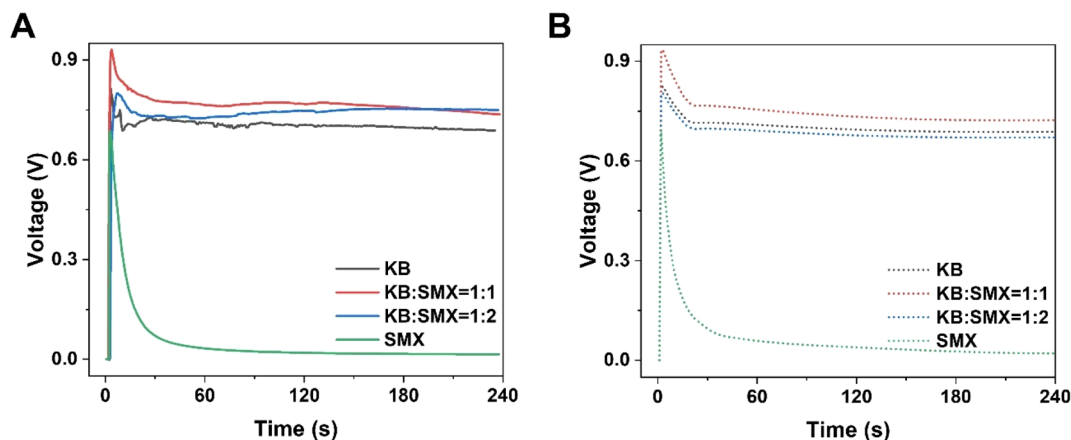 A
Voltage (V)
0.9
0.6
0.3
0.0
KB
KB:SMX=1:1
KB:SMX=1:2
SMX
0 60 120 180 240
Time (s)
B
Voltage (V)
0.9
0.6
0.3
0.0
KB
KB:SMX=1:1
KB:SMX=1:2
SMX
0 60 120 180 240
Time (s)